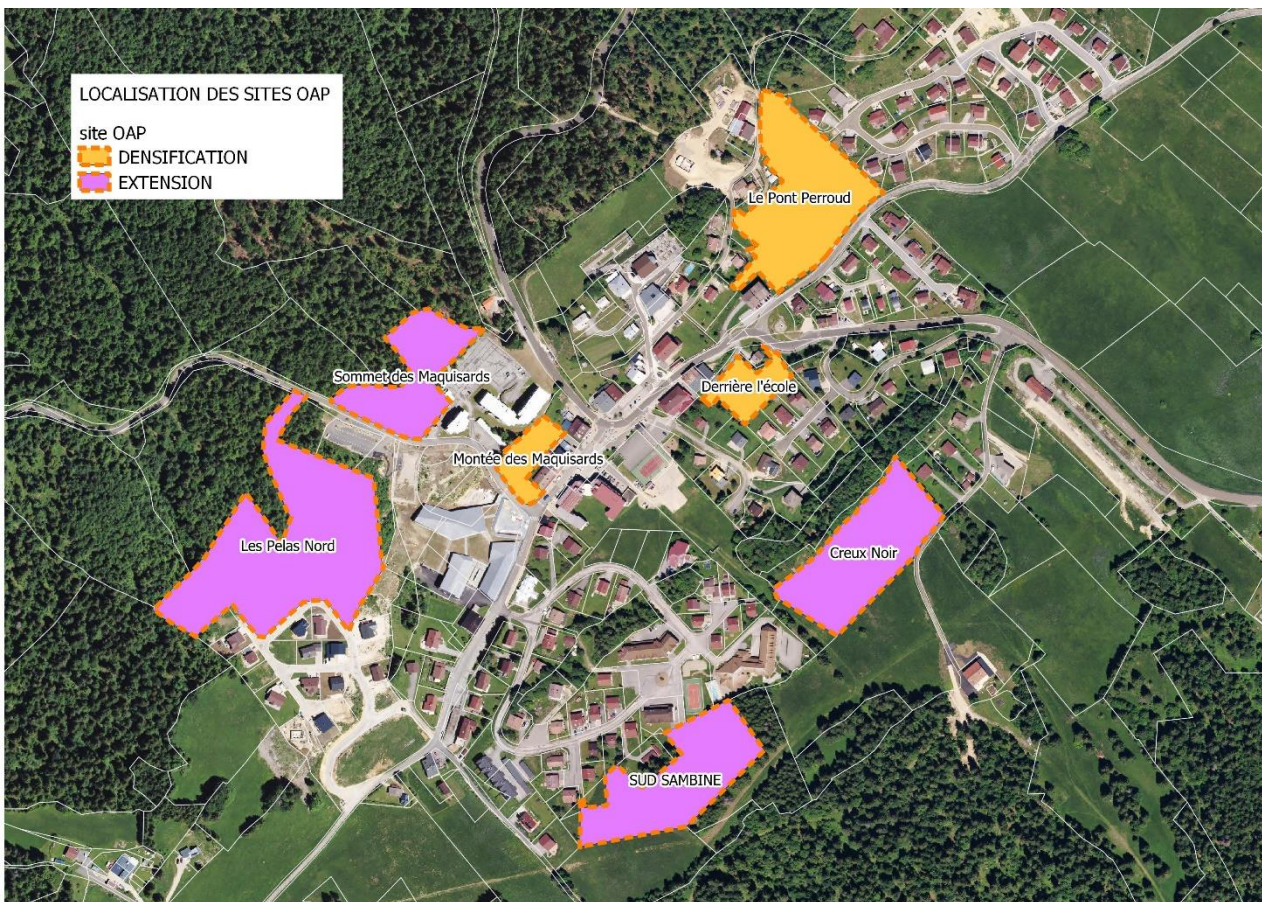 LOCALISATION DES SITES OAP
site OAP
DENSIFICATION
EXTENSION
Le Pont Perroud
Sommet des Maquisards
Derrière l'école
Montée des Maquisards
Les Pelas Nord
Creux Noir
SUD SAMBINE